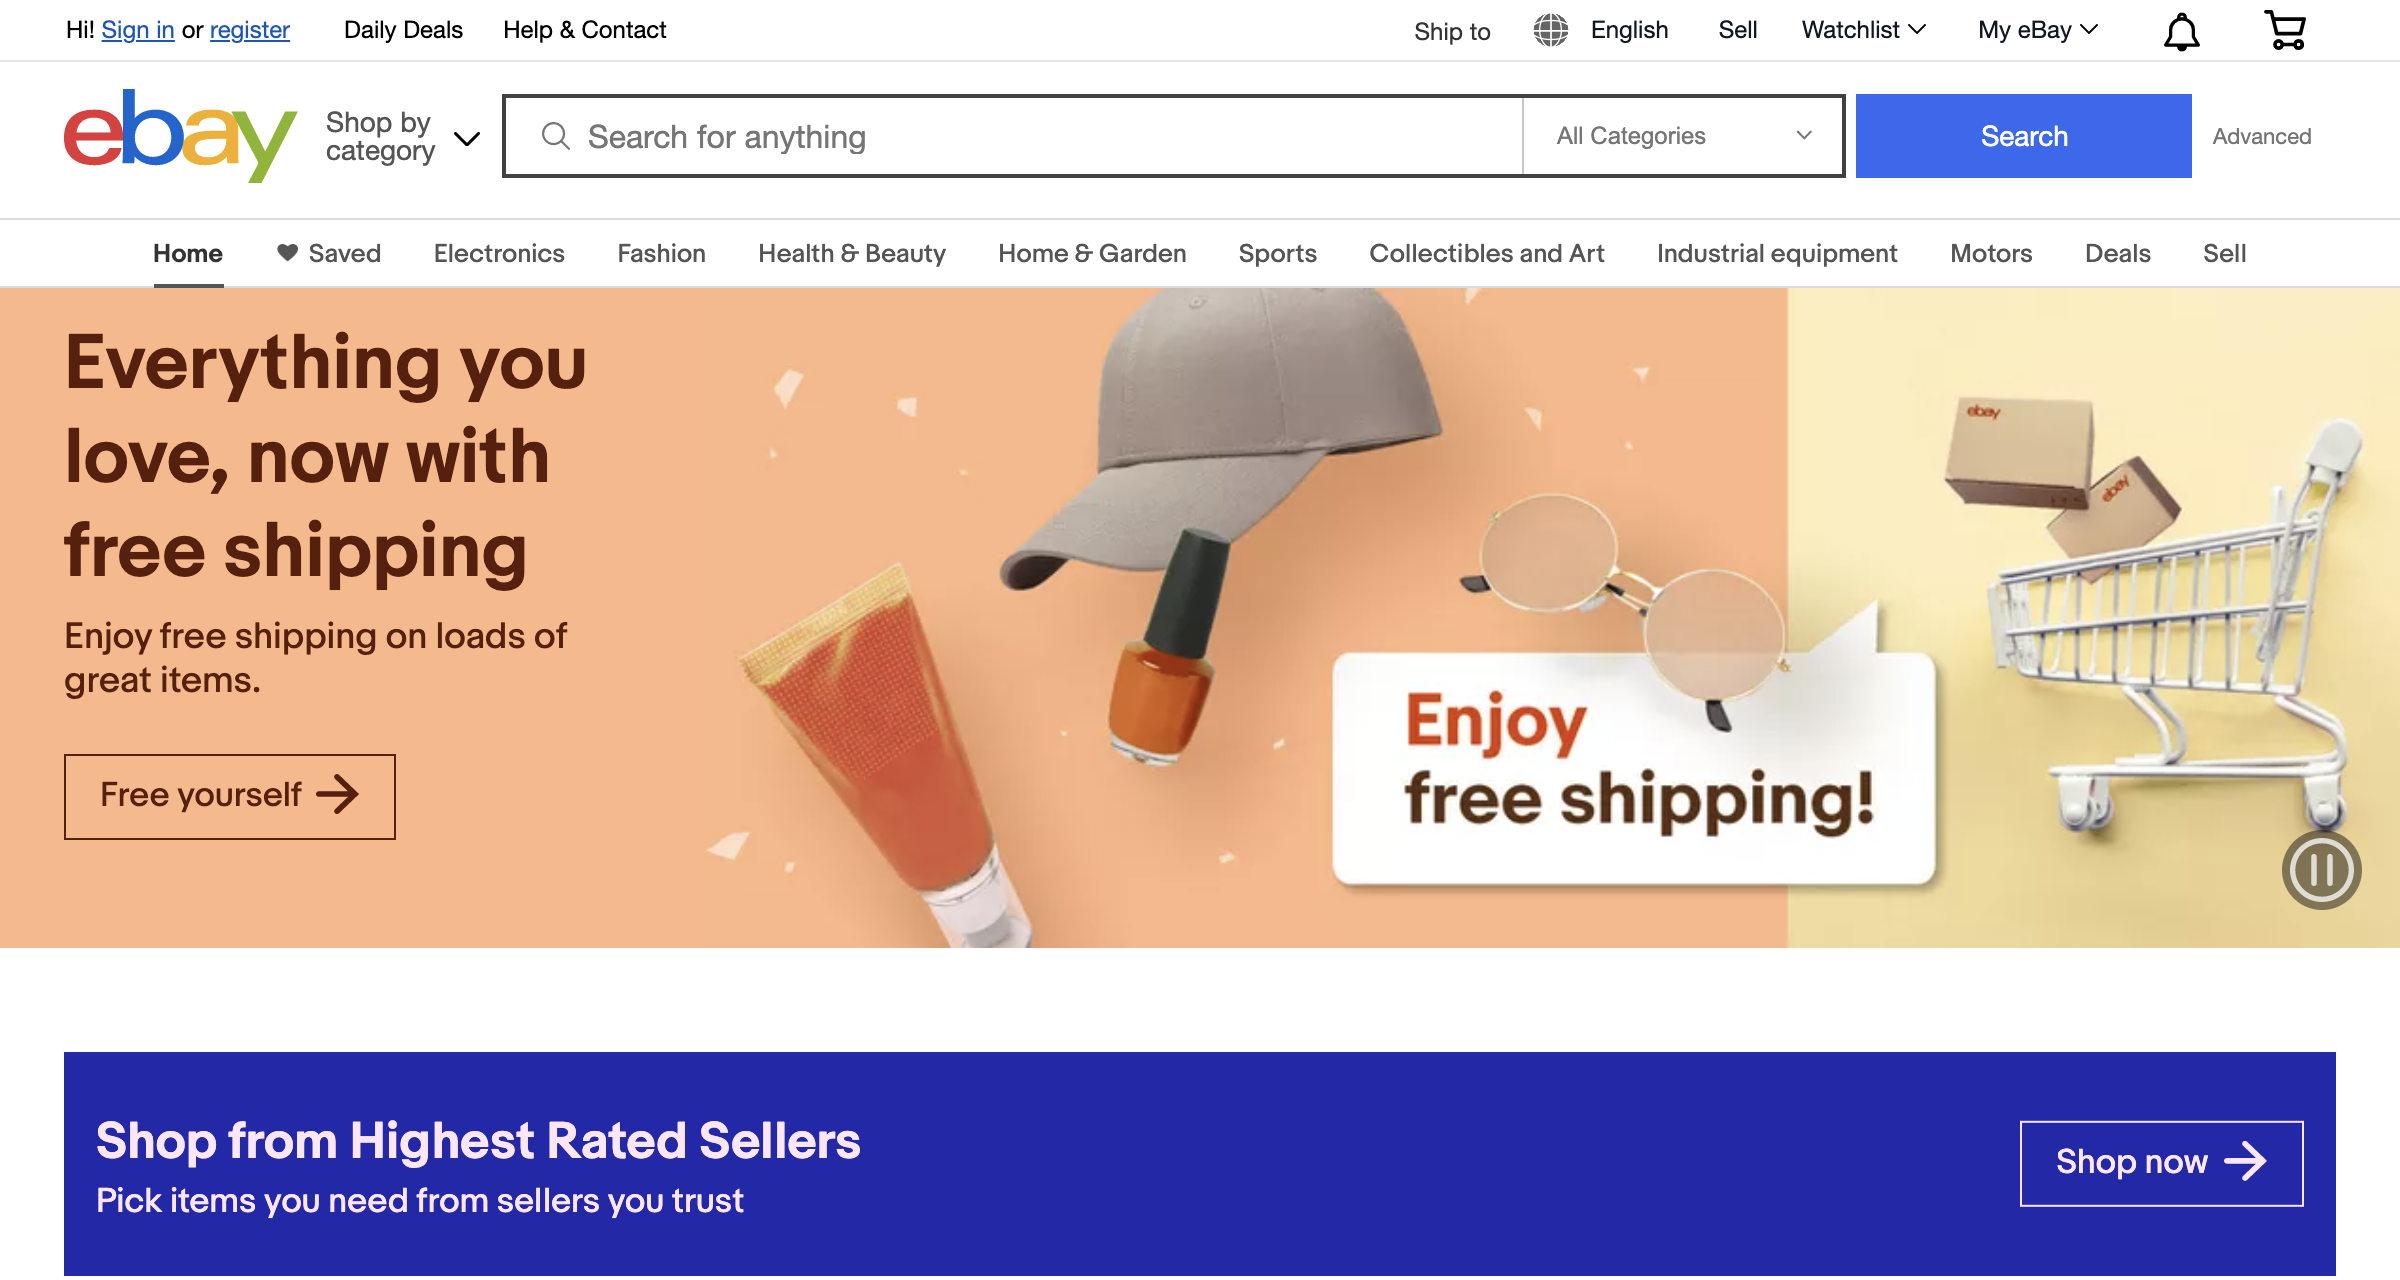 Hi! Sign in or register Daily Deals Help & Contact Ship to English Sell Watchlist My eBay
ebay
Shop by
category
Search for anything
All Categories
Search
Advanced
Home Saved Electronics Fashion Health & Beauty Home & Garden Sports Collectibles and Art Industrial equipment Motors Deals Sell
Everything you
love, now with
free shipping
Enjoy free shipping on loads of
great items.
Free yourself
ebay
ebay
Enjoy
free shipping!
Shop from Highest Rated Sellers
Pick items you need from sellers you trust
Shop now